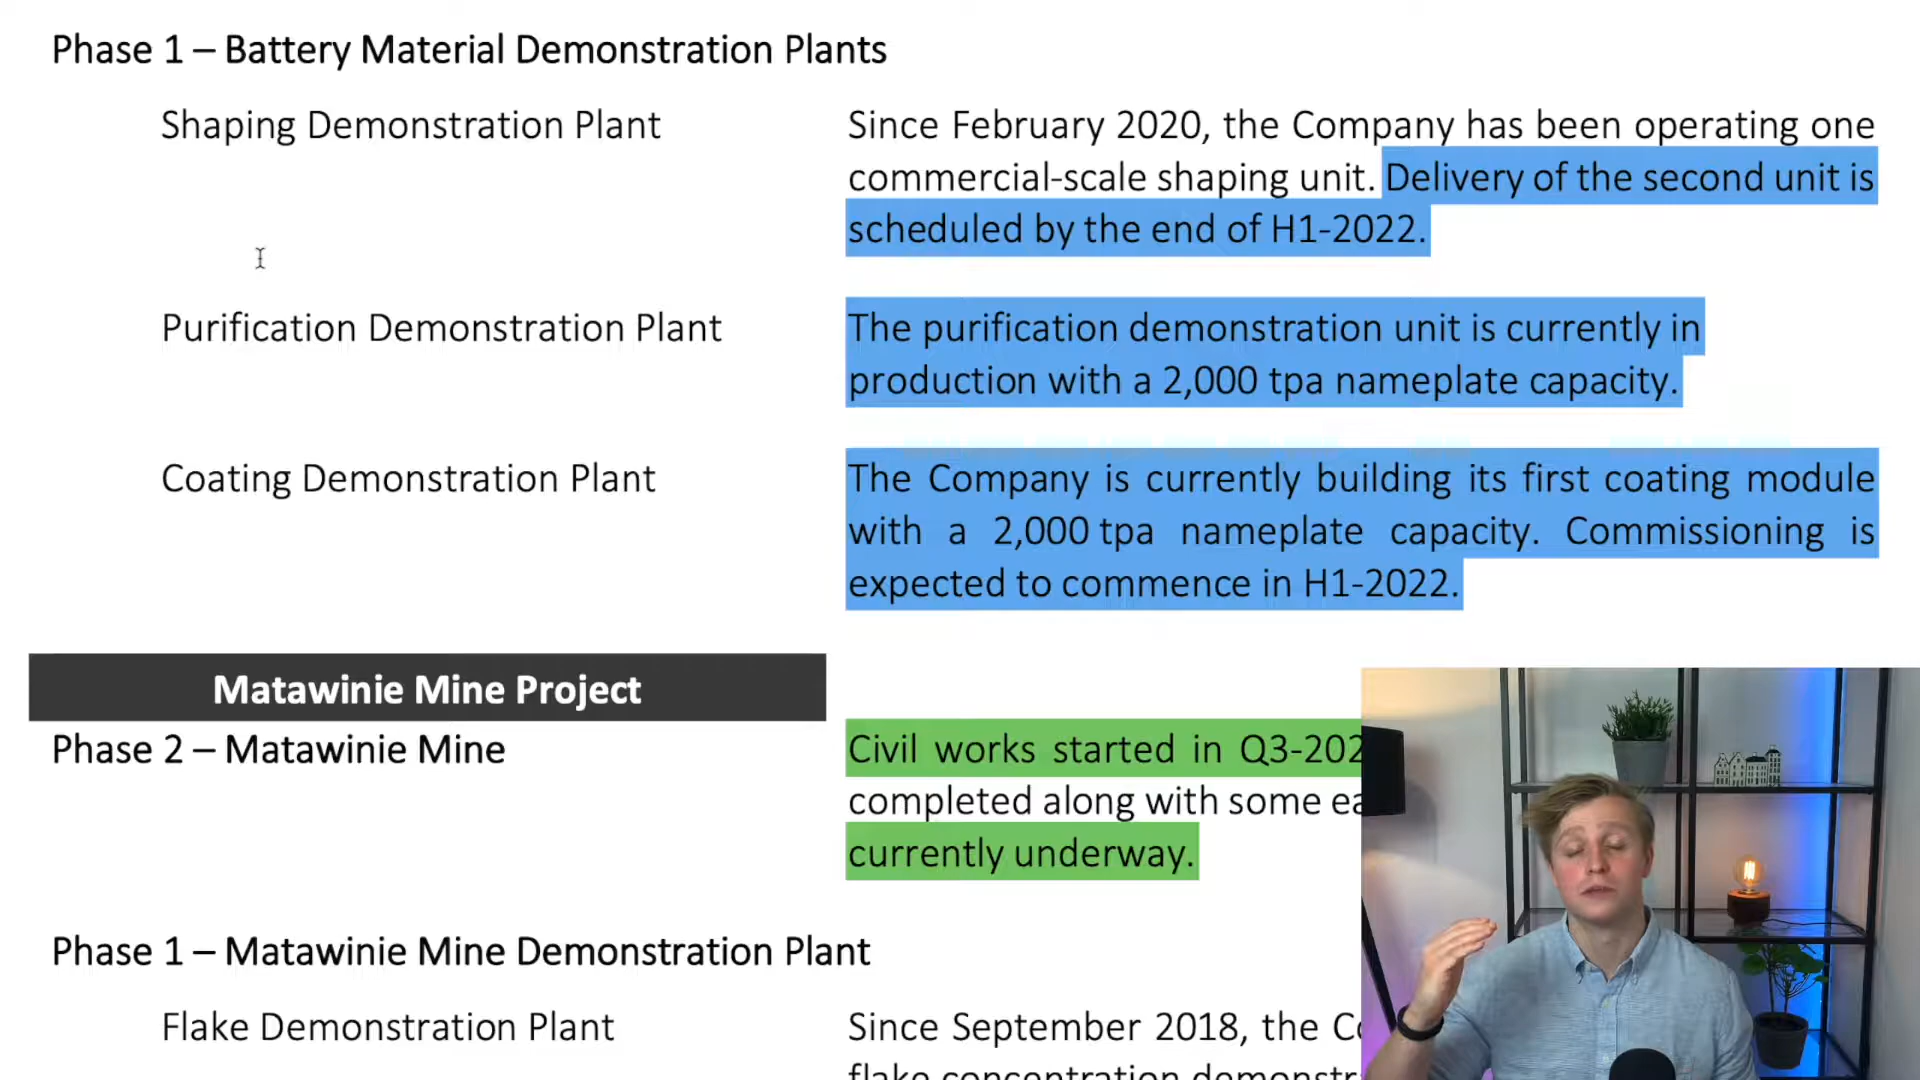 Phase 1 – Battery Material Demonstration Plants
Shaping Demonstration Plant
Since February 2020, the Company has been operating one
commercial-scale shaping unit. Delivery of the second unit is
scheduled by the end of H1-2022.
Purification Demonstration Plant
The purification demonstration unit is currently in
production with a 2,000 tpa nameplate capacity.
Coating Demonstration Plant
The Company is currently building its first coating module
with a 2,000 tpa nameplate capacity. Commissioning is
expected to commence in H1-2022.
Matawinie Mine Project
Phase 2 – Matawinie Mine
Civil works started in Q3-202
completed along with some ea
currently underway.
Phase 1 – Matawinie Mine Demonstration Plant
Flake Demonstration Plant
Since September 2018, the Co
flake concentration demonstr